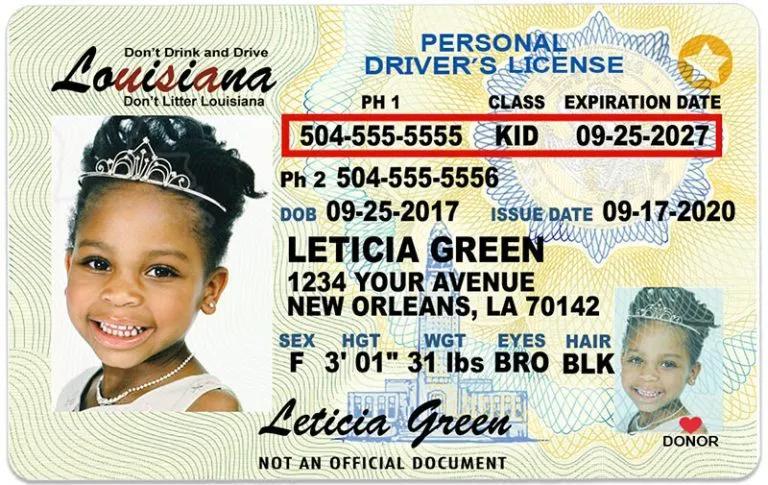 Don't Drink and Drive
Louisiana
Don't Litter Louisiana
PERSONAL
DRIVER'S LICENSE
PH 1 CLASS EXPIRATION DATE
504-555-5555 KID 09-25-2027
Ph 2 504-555-5556
DOB 09-25-2017 ISSUE DATE 09-17-2020
LETICIA GREEN
1234 YOUR AVENUE
NEW ORLEANS, LA 70142
SEX HGT WGT EYES HAIR
F 3' 01" 31 lbs BRO BLK
Leticia Green
DONOR
NOT AN OFFICIAL DOCUMENT